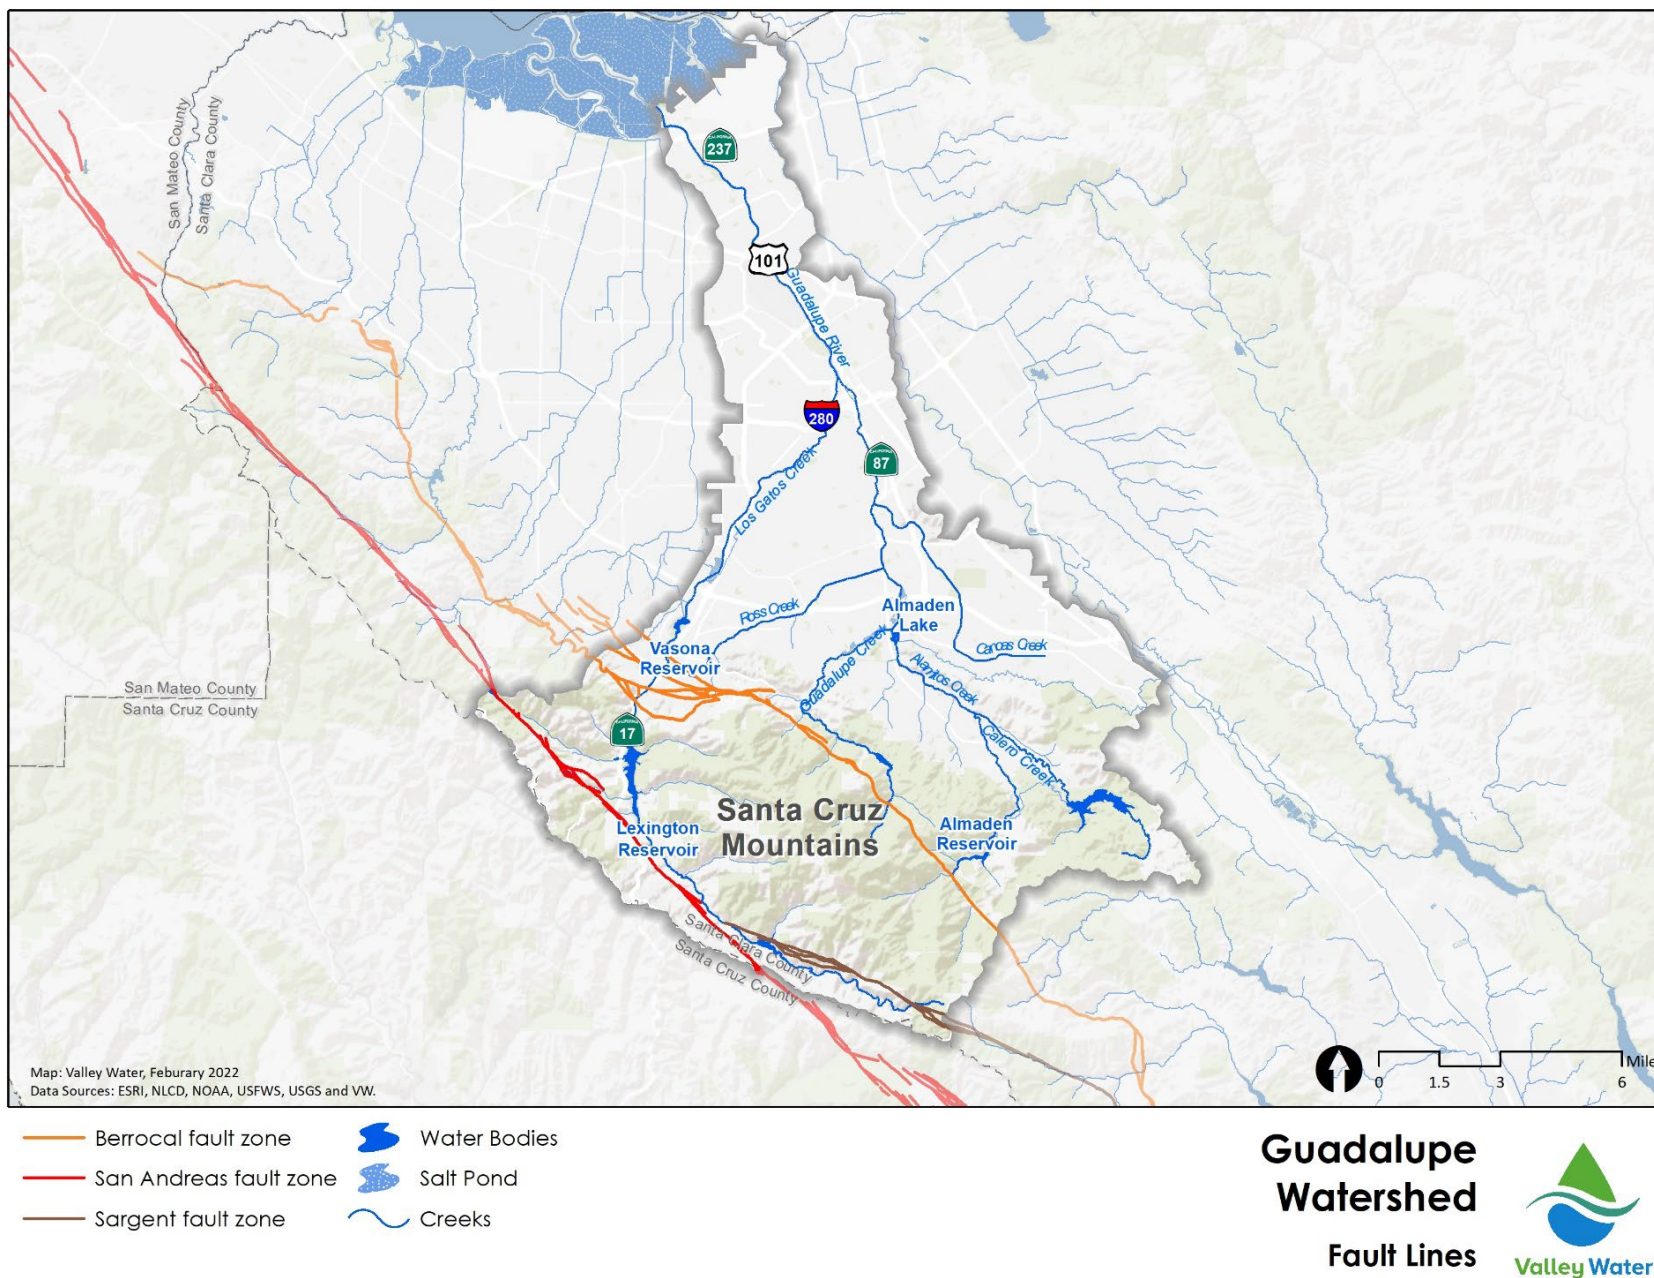 San Mateo County
Santa Clara County
CALIFORNIA
237
101
Guadalupe River
280
CALIFORNIA
87
Los Gatos Creek
Ross Creek
Almaden
Lake
Guadalupe Creek
Canoas Creek
Vasona
Reservoir
Alamitos Creek
San Mateo County
Santa Cruz County
CALIFORNIA
17
Calero Creek
Santa Cruz
Mountains
Lexington
Reservoir
Almaden
Reservoir
Santa Clara County
Santa Cruz County
Map: Valley Water, Feburary 2022
Data Sources: ESRI, NLCD, NOAA, USFWS, USGS and VW.
0 1.5 3 6 Mile
Berrocal fault zone
San Andreas fault zone
Sargent fault zone
Water Bodies
Salt Pond
Creeks
Guadalupe
Watershed
Fault Lines
Valley Water